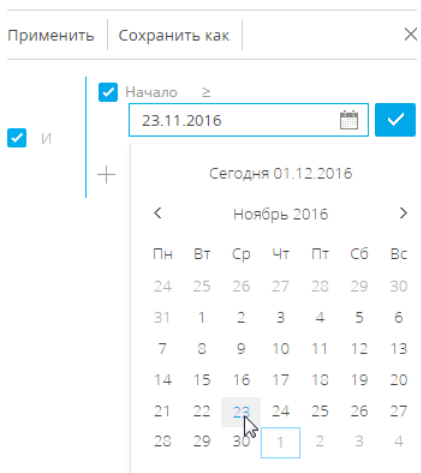 Применить Сохранить как
Начало ≥
23.11.2016
И
Сегодня 01.12.2016
Ноябрь 2016
Пн Вт Ср Чт Пт Сб Вс
24 25 26 27 28 29 30
31 1 2 3 4 5 6
7 8 9 10 11 12 13
14 15 16 17 18 19 20
21 22 23 24 25 26 27
28 29 30 1 2 3 4